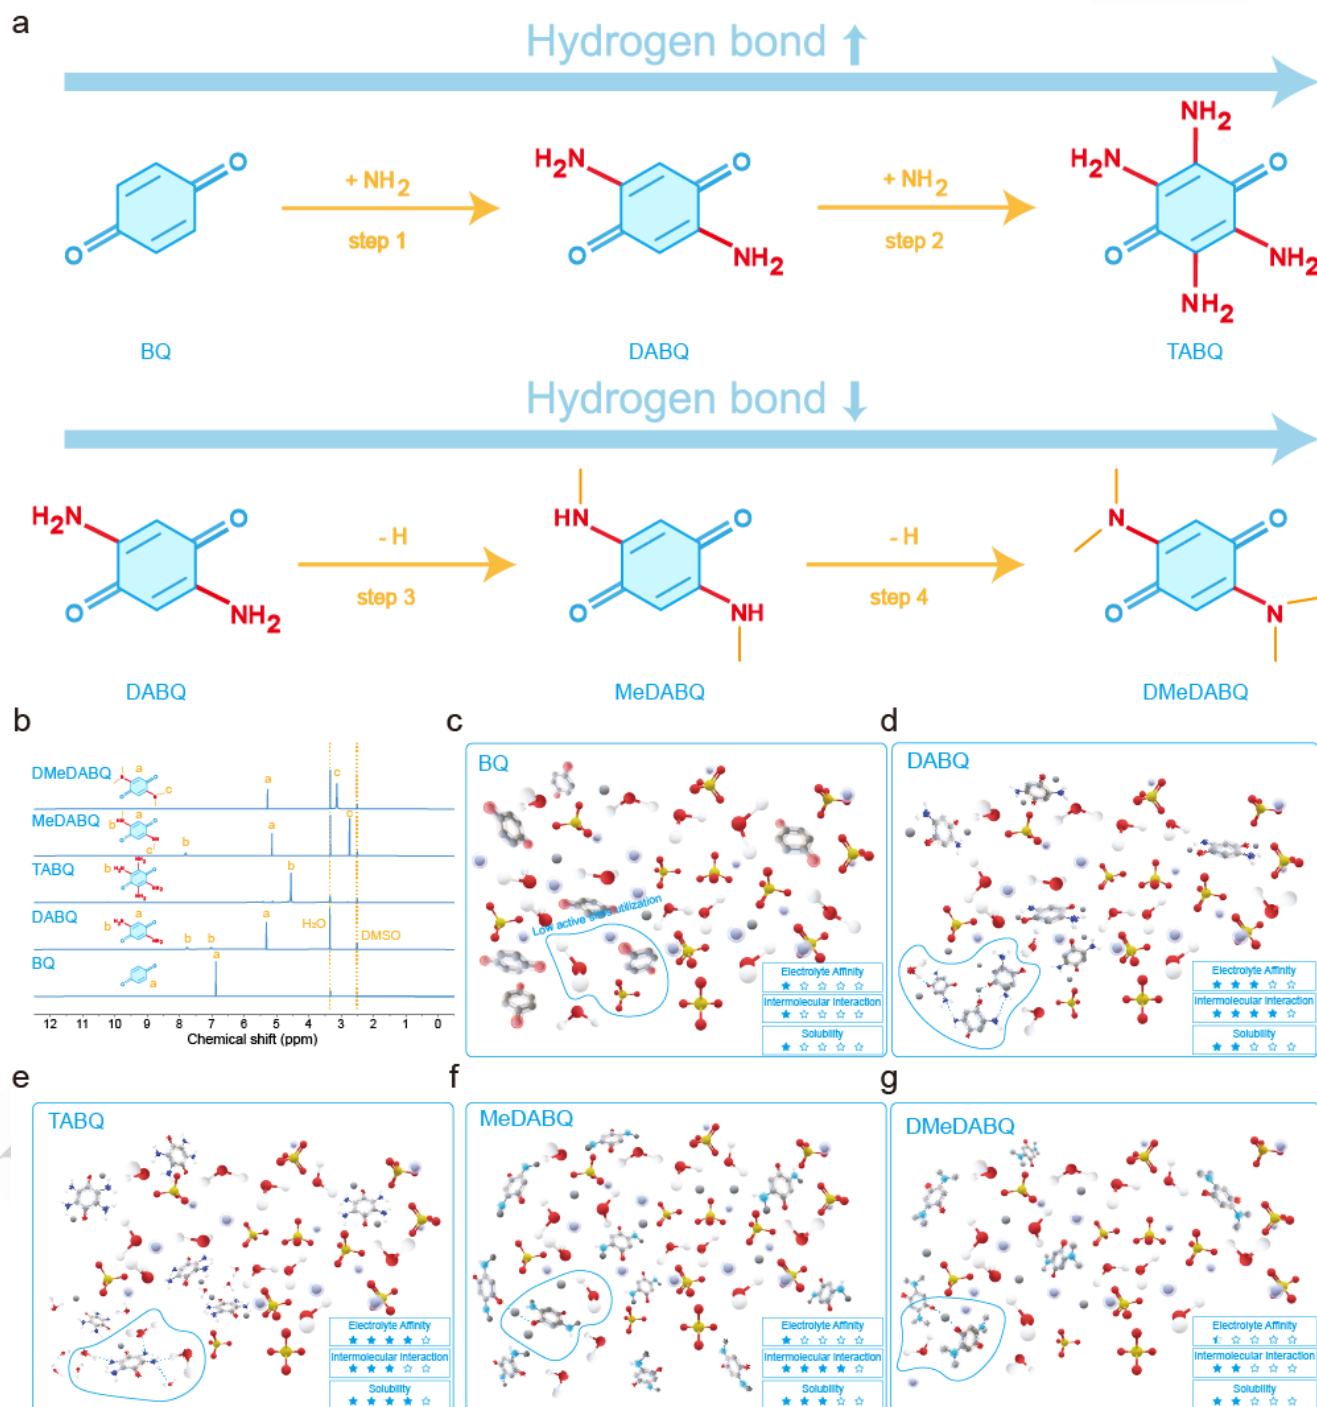 a
Hydrogen bond ↑
O
O
BQ
+ NH2
step 1
H2N
O
O
NH2
DABQ
+ NH2
step 2
NH2
H2N
O
O
NH2
NH2
TABQ
Hydrogen bond ↓
H2N
O
O
NH2
DABQ
- H
step 3
HN
O
O
NH
MeDABQ
- H
step 4
N
O
O
N
DMeDABQ
b
DMeDABQ
a
c
a
c
MeDABQ
b
a
c
b
a
c
TABQ
b
b
DABQ
b
a
b
b
a
H2O
DMSO
BQ
a
a
12 11 10 9 8 7 6 5 4 3 2 1 0
Chemical shift (ppm)
c
BQ
Low active sites utilization
Electrolyte Affinity
★ ☆ ☆ ☆ ☆
Intermolecular Interaction
★ ☆ ☆ ☆ ☆
Solubility
★ ☆ ☆ ☆ ☆
d
DABQ
Electrolyte Affinity
★ ★ ★ ☆ ☆
Intermolecular Interaction
★ ★ ★ ★ ☆
Solubility
★ ★ ☆ ☆ ☆
e
TABQ
Electrolyte Affinity
★ ★ ★ ★ ☆
Intermolecular Interaction
★ ★ ★ ☆ ☆
Solubility
★ ★ ★ ★ ☆
f
MeDABQ
Electrolyte Affinity
★ ☆ ☆ ☆ ☆
Intermolecular Interaction
★ ★ ★ ★ ☆
Solubility
★ ★ ★ ☆ ☆
g
DMeDABQ
Electrolyte Affinity
☆ ☆ ☆ ☆
Intermolecular Interaction
★ ★ ☆ ☆ ☆
Solubility
★ ★ ☆ ☆ ☆